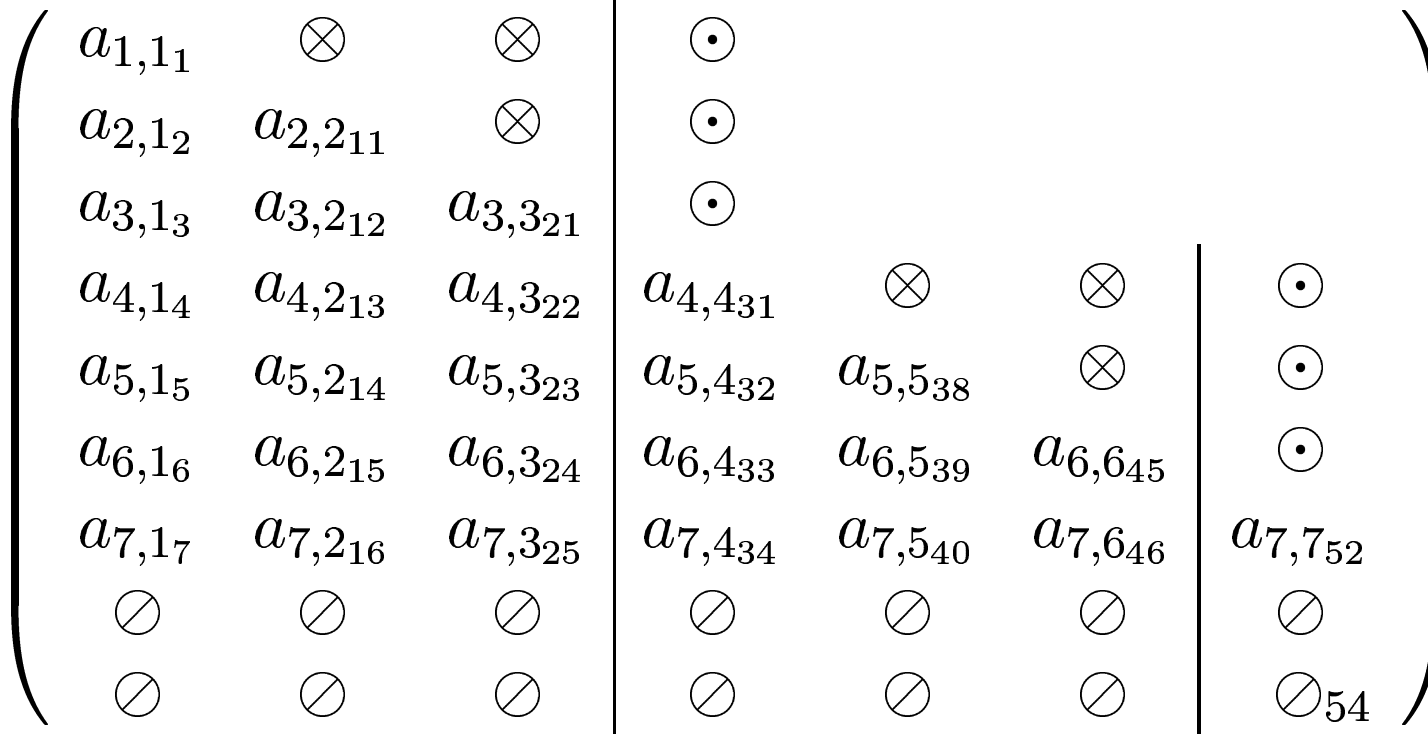 a_{1,1_1} ⊗ ⊗ ⊙
a_{2,1_2} a_{2,2_{11}} ⊗ ⊙
a_{3,1_3} a_{3,2_{12}} a_{3,3_{21}} ⊙
a_{4,1_4} a_{4,2_{13}} a_{4,3_{22}} a_{4,4_{31}} ⊗ ⊗ ⊙
a_{5,1_5} a_{5,2_{14}} a_{5,3_{23}} a_{5,4_{32}} a_{5,5_{38}} ⊗ ⊙
a_{6,1_6} a_{6,2_{15}} a_{6,3_{24}} a_{6,4_{33}} a_{6,5_{39}} a_{6,6_{45}} ⊙
a_{7,1_7} a_{7,2_{16}} a_{7,3_{25}} a_{7,4_{34}} a_{7,5_{40}} a_{7,6_{46}} a_{7,7_{52}}
⊘ ⊘ ⊘ ⊘ ⊘ ⊘ ⊘
⊘ ⊘ ⊘ ⊘ ⊘ ⊘ ⊘_{54}